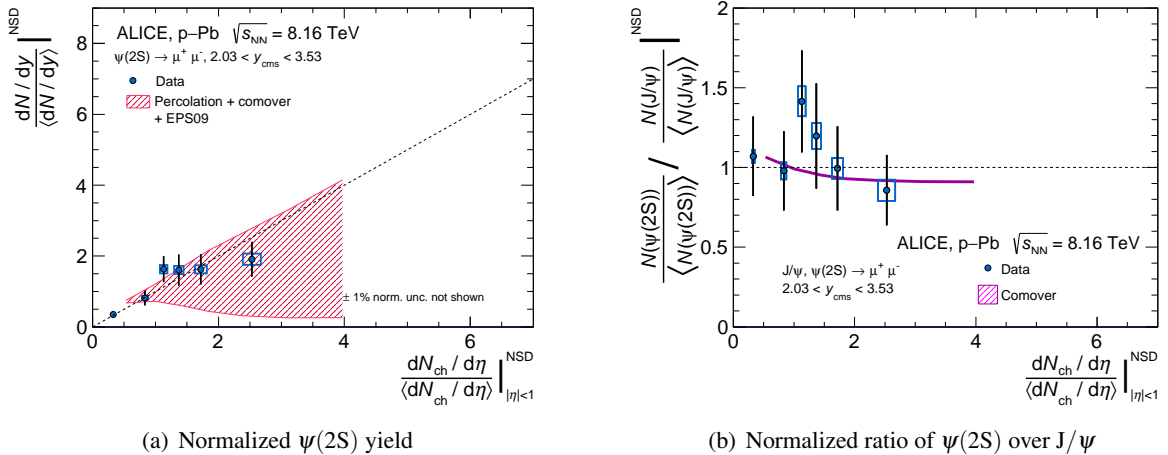 dN / dy
⟨dN / dy⟩
NSD
8
6
4
2
0
ALICE, p–Pb √sNN = 8.16 TeV
ψ(2S) → μ+ μ-, 2.03 < ycms < 3.53
Data
Percolation + comover
+ EPS09
± 1% norm. unc. not shown
0 2 4 6
dNch / dη
⟨dNch / dη⟩
NSD
|η|<1
(a) Normalized ψ(2S) yield
N(ψ(2S))
⟨N(ψ(2S))⟩
/
N(J/ψ)
⟨N(J/ψ)⟩
NSD
2
1.5
1
0.5
0
ALICE, p–Pb √sNN = 8.16 TeV
J/ψ, ψ(2S) → μ+ μ-
2.03 < ycms < 3.53
Data
Comover
0 2 4 6
dNch / dη
⟨dNch / dη⟩
NSD
|η|<1
(b) Normalized ratio of ψ(2S) over J/ψ